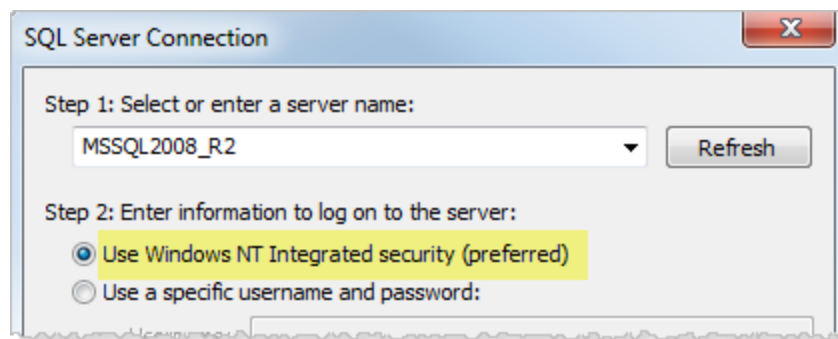 SQL Server Connection
Step 1: Select or enter a server name:
MSSQL2008_R2
Refresh
Step 2: Enter information to log on to the server:
Use Windows NT Integrated security (preferred)
Use a specific username and password: